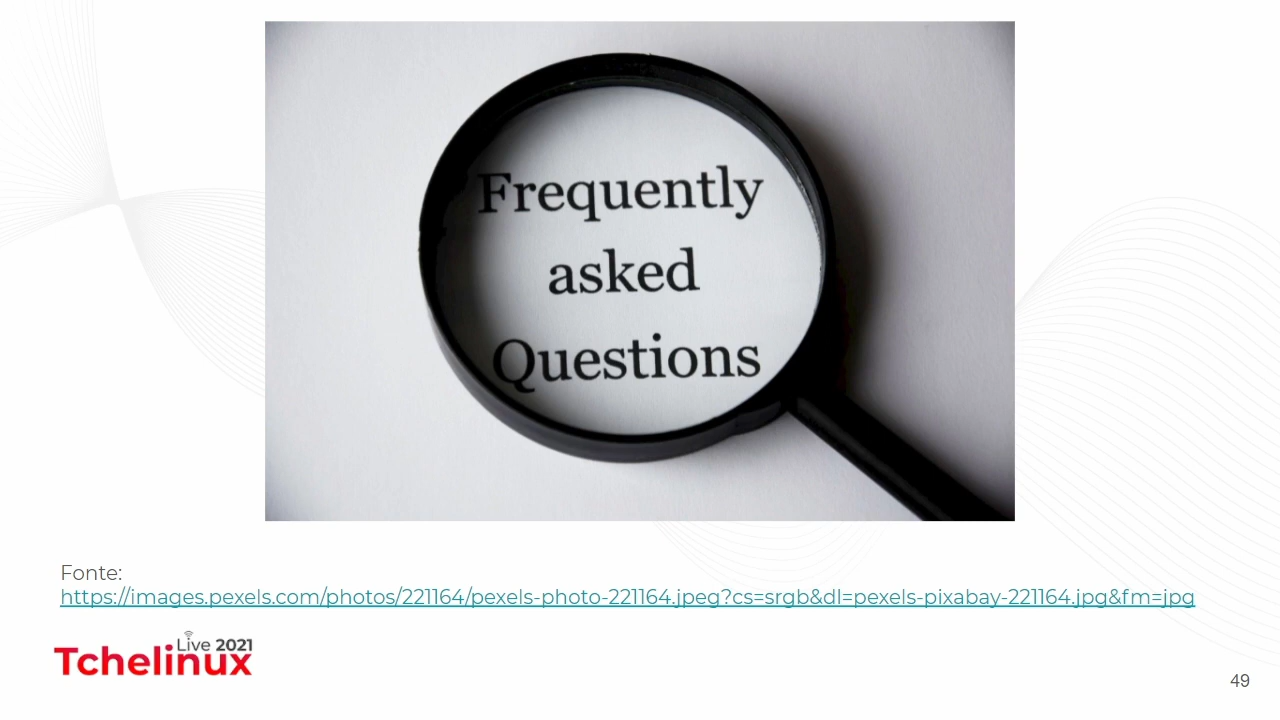 Frequently
asked
Questions
Fonte:
https://images.pexels.com/photos/221164/pexels-photo-221164.jpeg?cs=srgb&dl=pexels-pixabay-221164.jpg&fm=jpg
Live 2021
Tchelinux
49